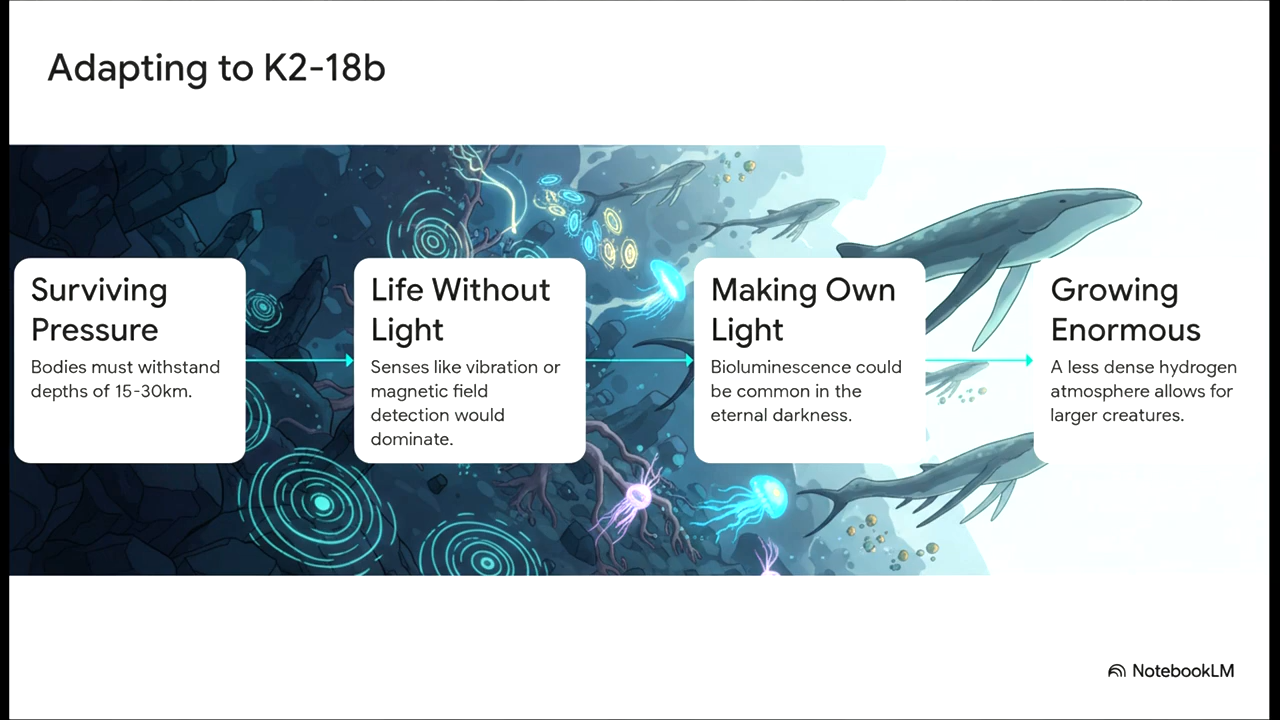 Adapting to K2-18b
Surviving
Pressure
Bodies must withstand
depths of 15-30km.
Life Without
Light
Senses like vibration or
magnetic field
detection would
dominate.
Making Own
Light
Bioluminescence could
be common in the
eternal darkness.
Growing
Enormous
A less dense hydrogen
atmosphere allows for
larger creatures.
NotebookLM